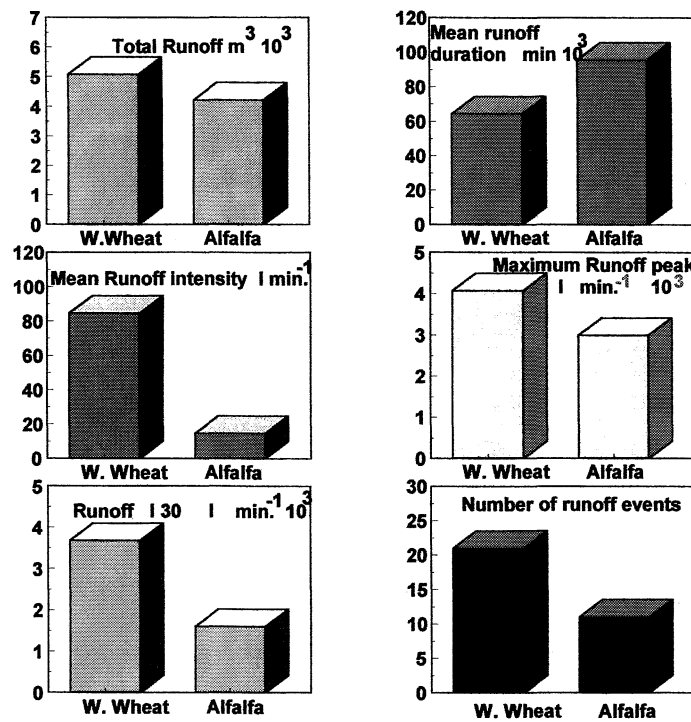 7
6
5
4
3
2
1
0
Total Runoff m³ 10³
W.Wheat Alfalfa
120
100
80
60
40
20
0
Mean runoff
duration min 10³
W. Wheat Alfalfa
120
100
80
60
40
20
0
Mean Runoff intensity l min.⁻¹
W. Wheat Alfalfa
5
4
3
2
1
0
Maximum Runoff peak
l min.⁻¹ 10³
W. Wheat Alfalfa
5
4
3
2
1
0
Runoff I 30 l min.⁻¹ 10³
W. Wheat Alfalfa
30
25
20
15
10
5
0
Number of runoff events
W. Wheat Alfalfa